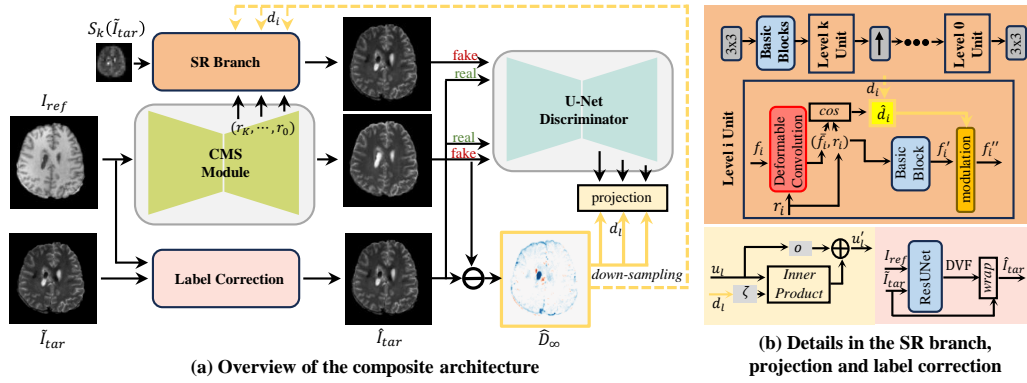 S_k(Ĩ_tar)
d_i
SR Branch
fake
real
I_ref
(r_K, ⋯, r_0)
CMS
Module
U-Net
Discriminator
real
fake
projection
d_l
Label Correction
down-sampling
Ĩ_tar
Î_tar
D̂_∞
(a) Overview of the composite architecture
3x3
Basic
Blocks
Level k
Unit
Level 0
Unit
3x3
d_i
Level i Unit
cos
d̂_i
f_i
Deformable
Convolution
(f̃_i, r_i)
Basic
Block
f_i'
modulation
f_i''
r_i
u_l
o
u_l'
d_l
ζ
Inner
Product
I_ref
Ĩ_tar
ResUNet
DVF
wrap
Î_tar
(b) Details in the SR branch,
projection and label correction